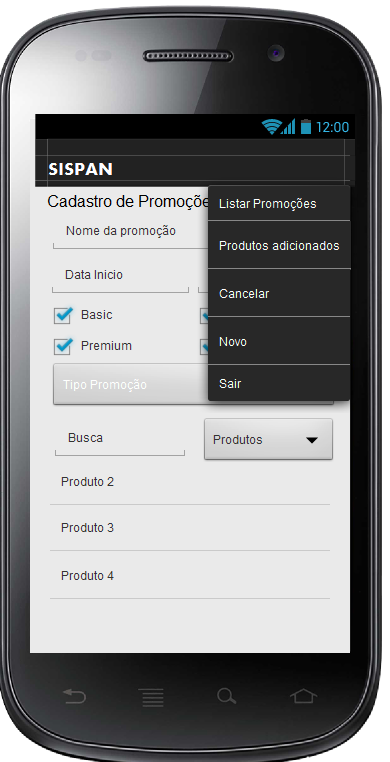 12:00
SISPAN
Cadastro de Promoçõe
Listar Promoções
Nome da promoção
Produtos adicionados
Data Inicio
Cancelar
Basic
Premium
Novo
Tipo Promoção
Sair
Busca
Produtos
Produto 2
Produto 3
Produto 4